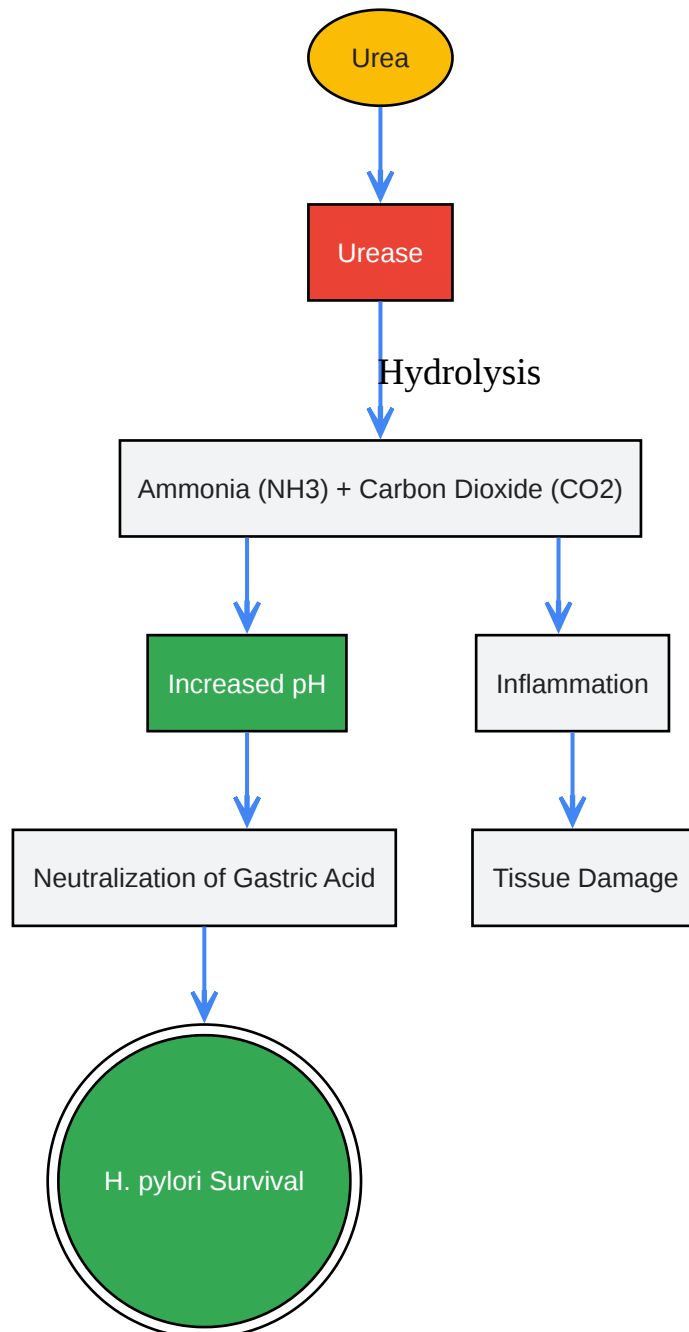 Urea
Urease
Hydrolysis
Ammonia (NH3) + Carbon Dioxide (CO2)
Increased pH
Inflammation
Neutralization of Gastric Acid
Tissue Damage
H. pylori Survival